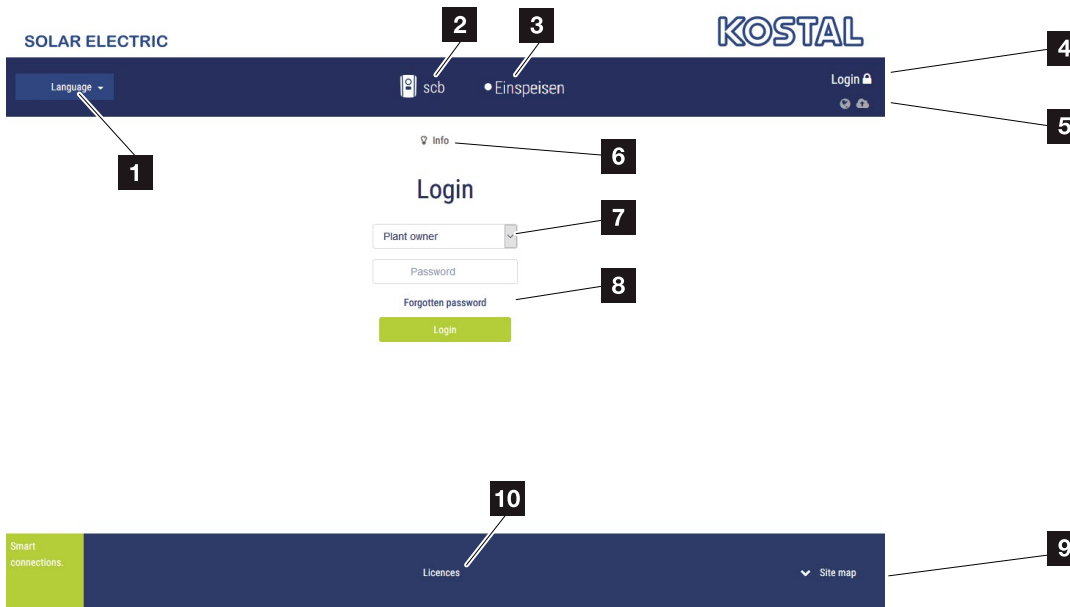 2
3
SOLAR ELECTRIC
KOSTAL
4
Language
scb
Einspeisen
Login
5
Info
6
1
Login
7
Plant owner
Password
8
Forgotten password
Login
10
Smart
connections.
9
Licences
Site map